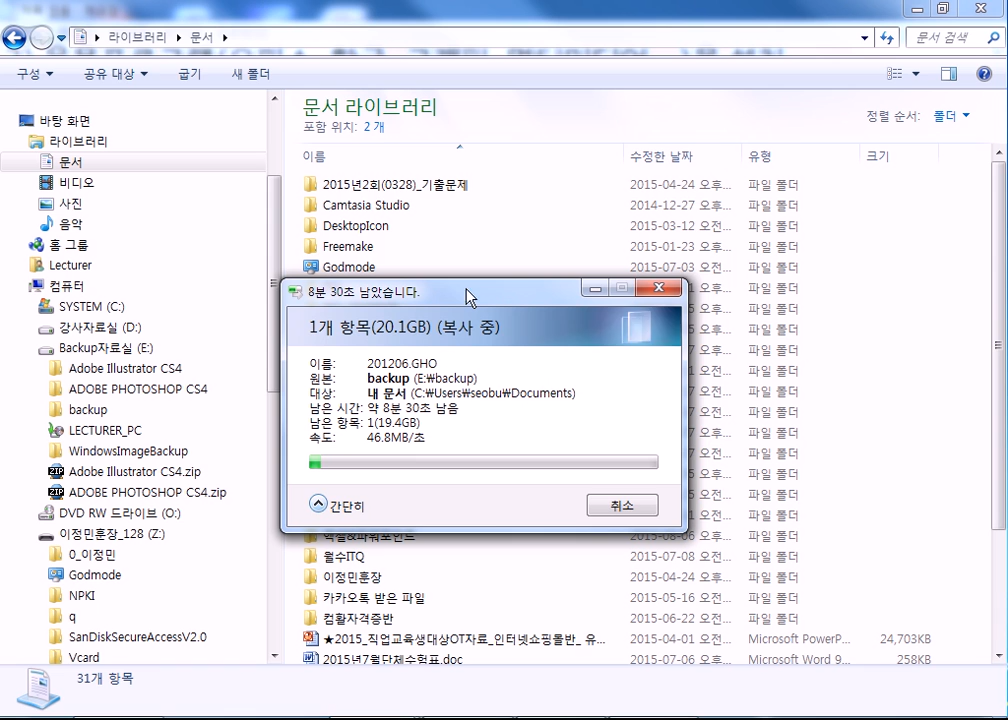 라이브러리 ▸ 문서 ▸
문서 검색
구성 ▼ 공유 대상 ▼ 굽기 새 폴더
바탕 화면
라이브러리
문서
비디오
사진
음악
홈 그룹
Lecturer
컴퓨터
SYSTEM (C:)
강사자료실 (D:)
Backup자료실 (E:)
Adobe Illustrator CS4
ADOBE PHOTOSHOP CS4
backup
LECTURER_PC
WindowsImageBackup
Adobe Illustrator CS4.zip
ADOBE PHOTOSHOP CS4.zip
DVD RW 드라이브 (O:)
이정민훈장_128 (Z:)
0_이정민
Godmode
NPKI
q
SanDiskSecureAccessV2.0
Vcard
문서 라이브러리
포함 위치: 2 개
정렬 순서: 폴더 ▼
이름 수정한 날짜 유형 크기
2015년2회(0328)_기출문제 2015-04-24 오후... 파일 폴더
Camtasia Studio 2014-12-27 오후... 파일 폴더
DesktopIcon 2015-03-12 오전... 파일 폴더
Freemake 2015-01-23 오후... 파일 폴더
Godmode 2015-07-03 오전... 파일 폴더
8분 30초 남았습니다.
1개 항목(20.1GB) (복사 중)
이름: 201206.GHO
원본: backup (E:₩backup)
대상: 내 문서 (C:₩Users₩seobu₩Documents)
남은 시간: 약 8분 30초 남음
남은 항목: 1(19.4GB)
속도: 46.8MB/초
간단히 취소
엑셀&파워포인트 2015-08-06 오전... 파일 폴더
월수ITQ 2015-07-08 오전... 파일 폴더
이정민훈장 2015-04-24 오전... 파일 폴더
카카오톡 받은 파일 2015-05-16 오전... 파일 폴더
컴활자격증반 2015-06-22 오전... 파일 폴더
★2015_직업교육생대상OT자료_인터넷쇼핑몰반_ 유... 2015-04-01 오전... Microsoft PowerP... 24,703KB
2015년7월단체수험표.doc 2015-07-06 오전... Microsoft Word 9... 258KB
31개 항목